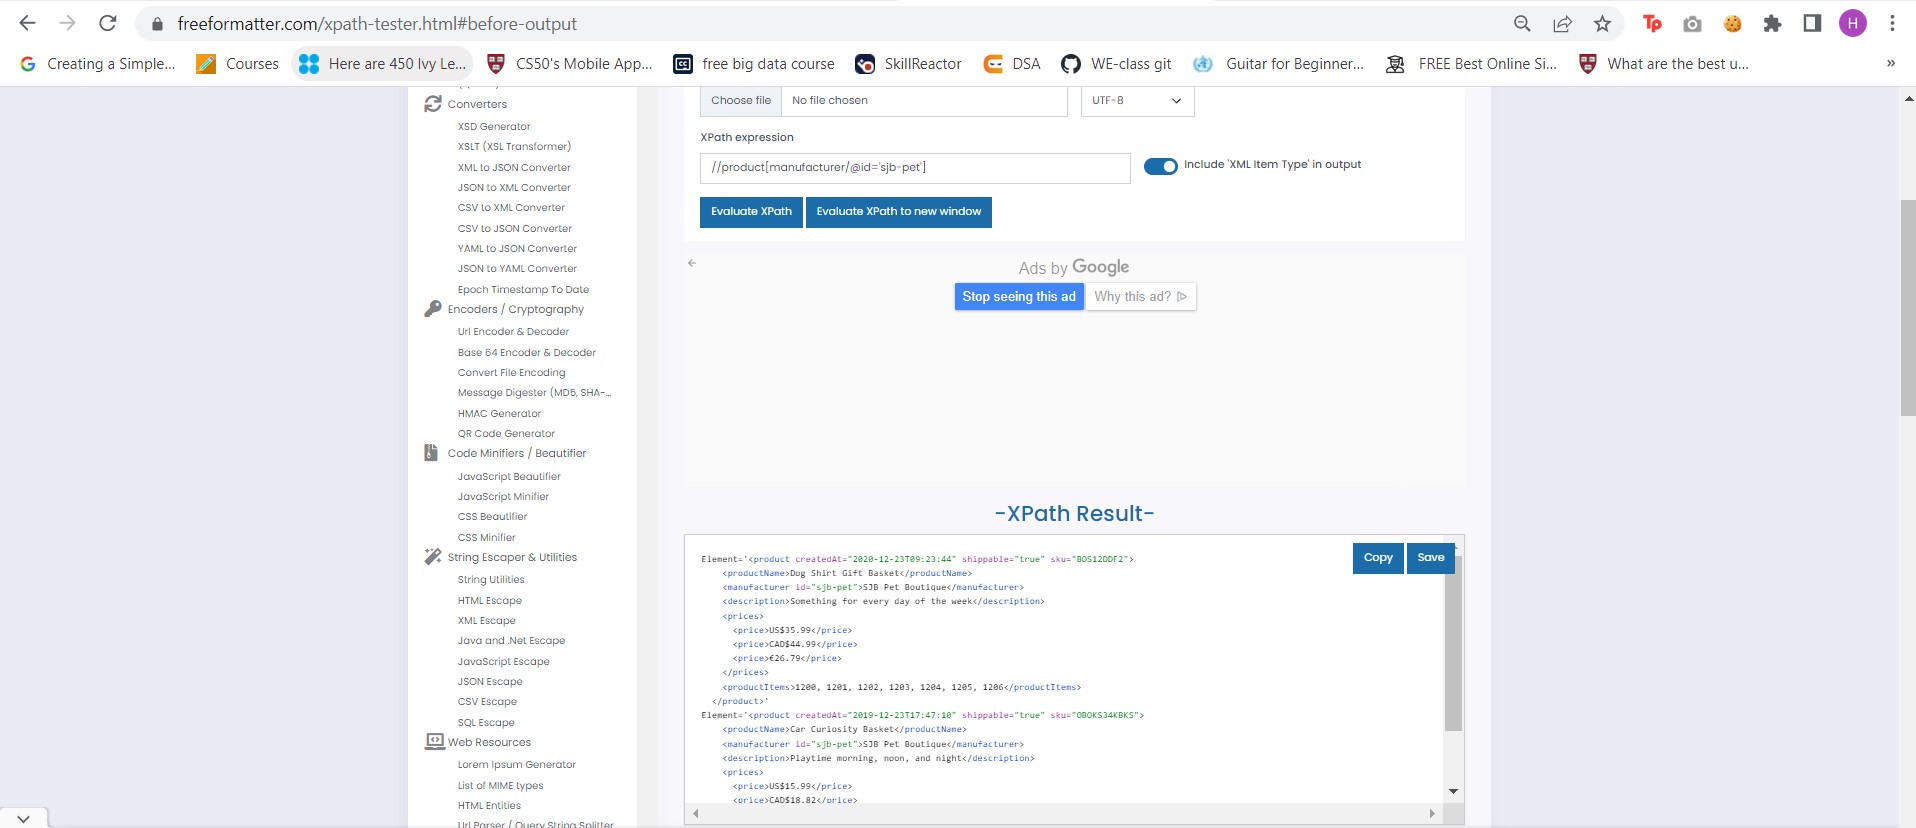 freeformatter.com/xpath-tester.html#before-output
Tp
H
Creating a Simple...
Courses
Here are 450 Ivy Le...
CS50's Mobile App...
free big data course
SkillReactor
DSA
WE-class git
Guitar for Beginner...
FREE Best Online Si...
What are the best u...
»
Converters
XSD Generator
XSLT (XSL Transformer)
XML to JSON Converter
JSON to XML Converter
CSV to XML Converter
CSV to JSON Converter
YAML to JSON Converter
JSON to YAML Converter
Epoch Timestamp To Date
Encoders / Cryptography
Url Encoder & Decoder
Base 64 Encoder & Decoder
Convert File Encoding
Message Digester (MD5, SHA-...
HMAC Generator
QR Code Generator
Code Minifiers / Beautifier
JavaScript Beautifier
JavaScript Minifier
CSS Beautifier
CSS Minifier
String Escaper & Utilities
String Utilities
HTML Escape
XML Escape
Java and .Net Escape
JavaScript Escape
JSON Escape
CSV Escape
SQL Escape
Web Resources
Lorem Ipsum Generator
List of MIME types
HTML Entities
Url Parser / Query String Splitter
Choose file No file chosen UTF-8
XPath expression
//product[manufacturer/@id='sjb-pet']
Include 'XML Item Type' in output
Evaluate XPath Evaluate XPath to new window
Ads by Google
Stop seeing this ad Why this ad?
-XPath Result-
Copy Save
Element='<product createdAt="2020-12-23T09:23:44" shippable="true" sku="BOS12DDF2">
<productName>Dog Shirt Gift Basket</productName>
<manufacturer id="sjb-pet">SJB Pet Boutique</manufacturer>
<description>Something for every day of the week</description>
<prices>
<price>US$35.99</price>
<price>CAD$44.99</price>
<price>€26.79</price>
</prices>
<productItems>1200, 1201, 1202, 1203, 1204, 1205, 1206</productItems>
</product>'
Element='<product createdAt="2019-12-23T17:47:10" shippable="true" sku="OBOKS34KBKS">
<productName>Car Curiosity Basket</productName>
<manufacturer id="sjb-pet">SJB Pet Boutique</manufacturer>
<description>Playtime morning, noon, and night</description>
<prices>
<price>US$15.99</price>
<price>CAD$18.82</price>